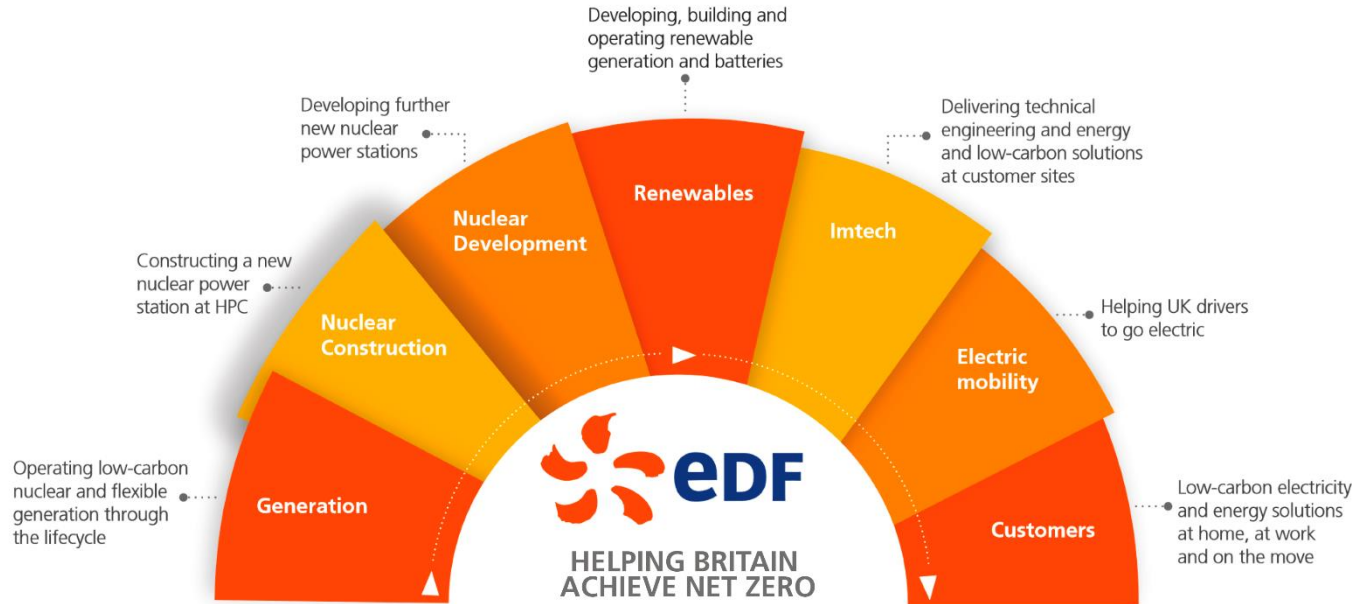 Operating low-carbon
nuclear and flexible
generation through
the lifecycle
Generation
Constructing a new
nuclear power
station at HPC
Nuclear
Construction
Developing further
new nuclear
power stations
Nuclear
Development
Developing, building and
operating renewable
generation and batteries
Renewables
Delivering technical
engineering and energy
and low-carbon solutions
at customer sites
Imtech
Helping UK drivers
to go electric
Electric
mobility
Low-carbon electricity
and energy solutions
at home, at work
and on the move
Customers
eDF
HELPING BRITAIN
ACHIEVE NET ZERO